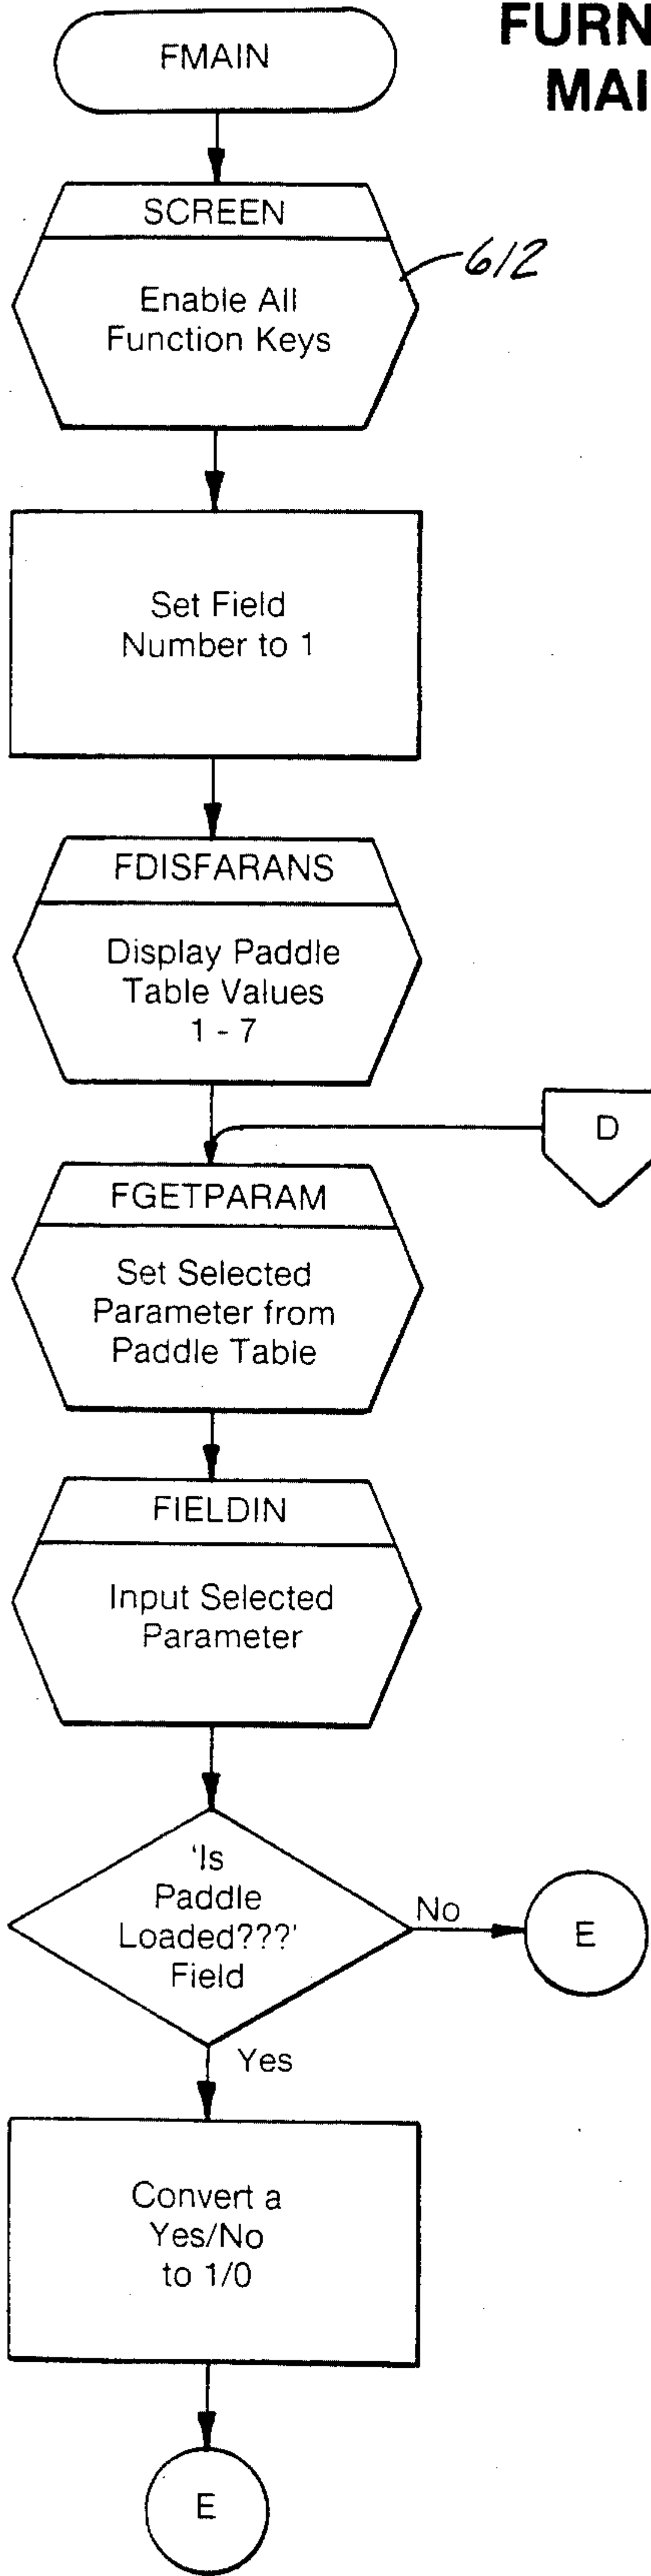 FURN
MAI
FMAIN
SCREEN
612
Enable All
Function Keys
Set Field
Number to 1
FDISFARANS
Display Paddle
Table Values
1 - 7
D
FGETPARAM
Set Selected
Parameter from
Paddle Table
FIELDIN
Input Selected
Parameter
'Is
Paddle
Loaded???'
Field
No
E
Yes
Convert a
Yes/No
to 1/0
E